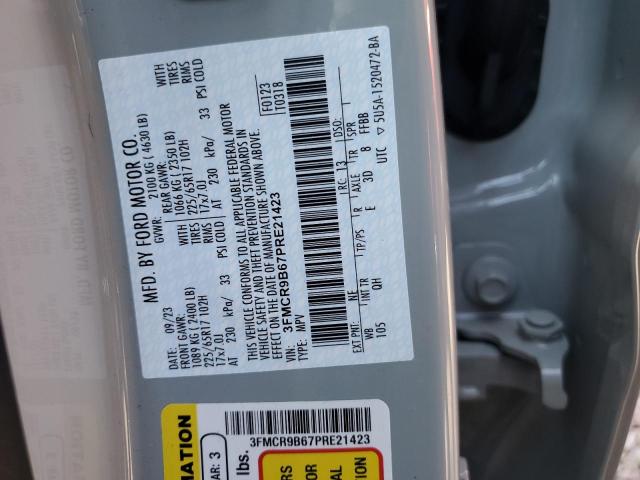 MFD. BY FORD MOTOR CO.
DATE: 09/23 GVWR: 2100 KG ( 4630 LB)
FRONT GAWR: REAR GAWR: WITH
1089 KG ( 2400 LB) 1066 KG ( 2350 LB) TIRES
225/65R17 102H 225/65R17 102H RIMS
17x7.0J 17x7.0J
AT 230 kPa/ 33 PSI COLD AT 230 kPa/ 33 PSI COLD
THIS VEHICLE CONFORMS TO ALL APPLICABLE FEDERAL MOTOR
VEHICLE SAFETY AND THEFT PREVENTION STANDARDS IN
EFFECT ON THE DATE OF MANUFACTURE SHOWN ABOVE.
VIN: 3FMCR9B67PRE21423
TYPE: MPV
F0123
T0318
EXT PNT: NE RC: 13 DSO:
WB INT TR TP/PS R AXLE TR SPR
105 QH E 3D 8 FFBB
UTC ▽ 5U5A-1520472-BA
3FMCR9B67PRE21423
MATION
AR: 3
lbs.